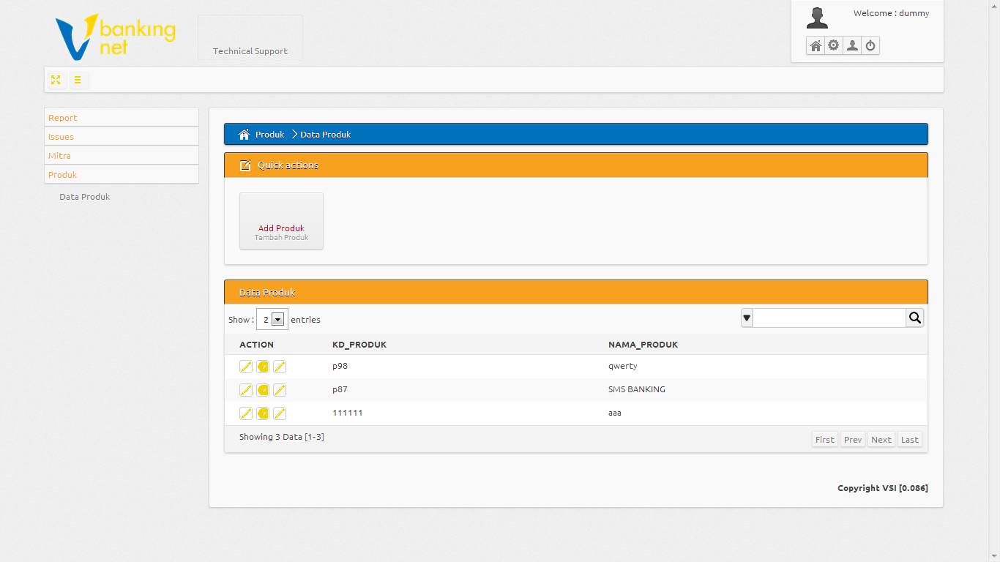 banking
net
Technical Support
Welcome : dummy
Report
Issues
Mitra
Produk
Data Produk
Produk
Data Produk
Quick actions
Add Produk
Tambah Produk
Data Produk
Show : 2 entries
ACTION KD_PRODUK NAMA_PRODUK
p98 qwerty
p87 SMS BANKING
111111 aaa
Showing 3 Data [1-3]
First Prev Next Last
Copyright VSI [0.086]